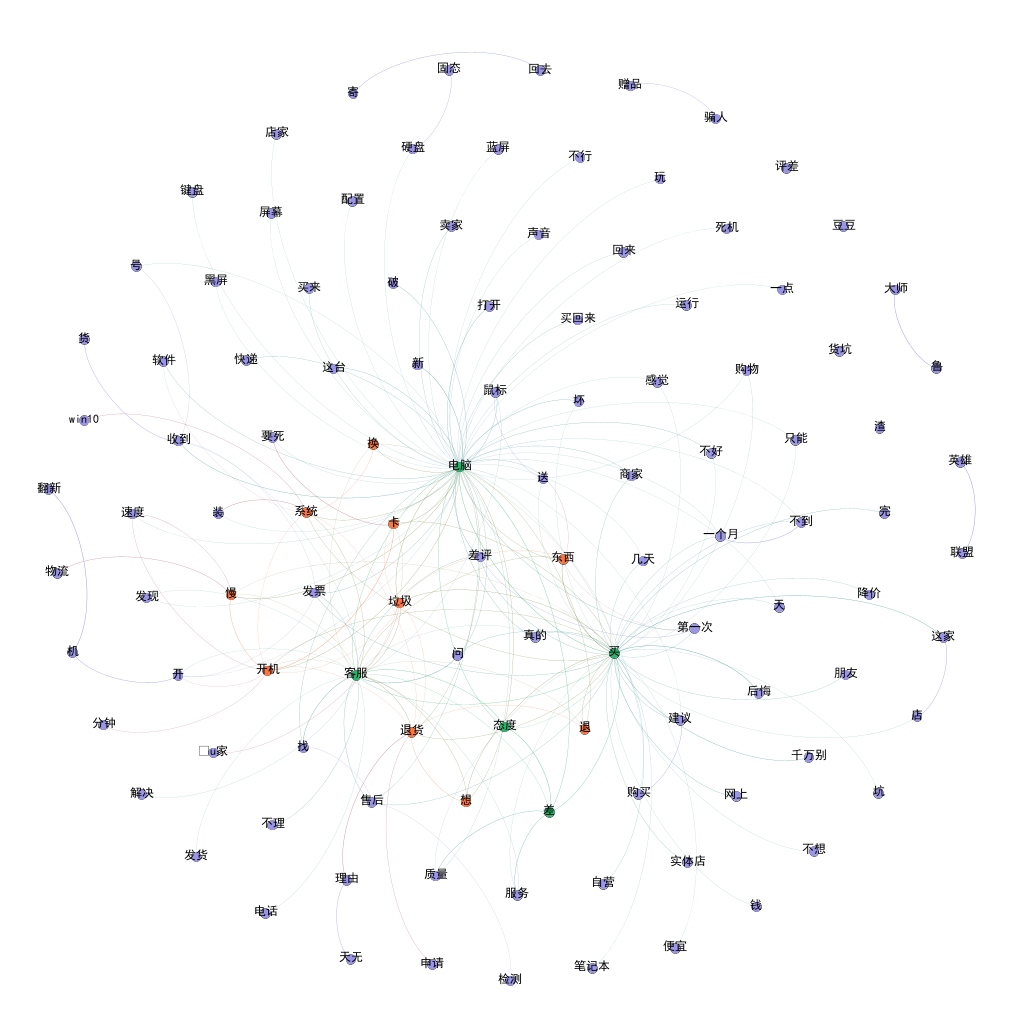 固态
回去
寄
赠品
骗人
店家
硬盘
蓝屏
不行
评差
键盘
配置
玩
屏幕
卖家
声音
回来
死机
豆豆
号
黑屏
买来
破
打开
买回来
运行
一点
大师
货
软件
快递
这台
新
鼠标
坏
感觉
购物
货坑
鲁
win10
收到
要死
换
电脑
送
商家
不好
只能
渣
英雄
翻新
速度
装
系统
卡
差评
东西
几天
一个月
不到
完
联盟
物流
发现
慢
发票
垃圾
真的
第一次
天
降价
机
开
开机
客服
问
买
后悔
朋友
这家
分钟
u家
找
退货
态度
退
建议
千万别
店
解决
不理
售后
想
差
购买
网上
坑
发货
理由
质量
服务
自营
实体店
不想
电话
天无
申请
检测
笔记本
便宜
钱